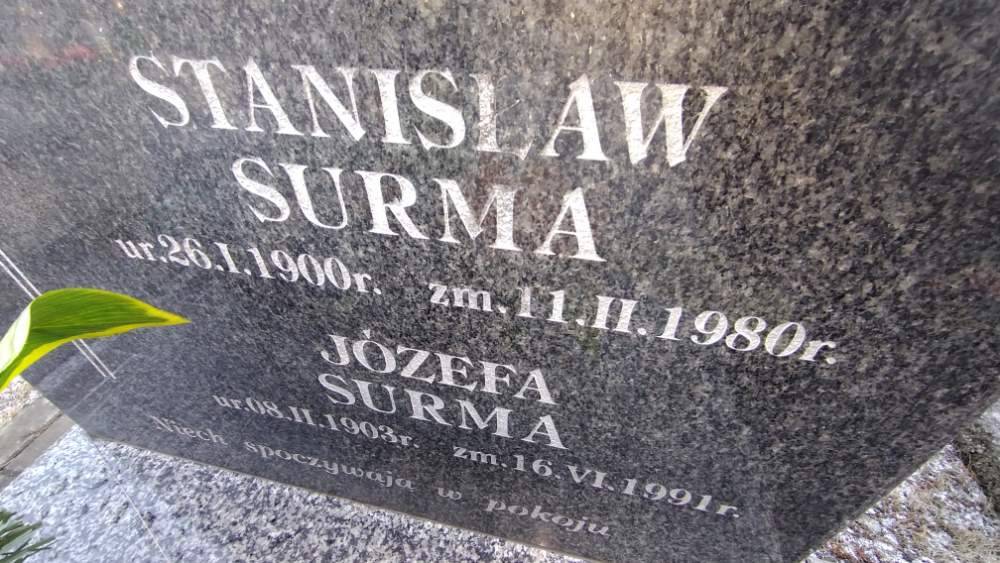 STANISŁAW
SURMA
ur.26.I.1900r. zm.11.II.1980r.
JÓZEFA
SURMA
ur.08.II.1903r. zm.16.VI.1991r.
Niech spoczywaja w pokoju